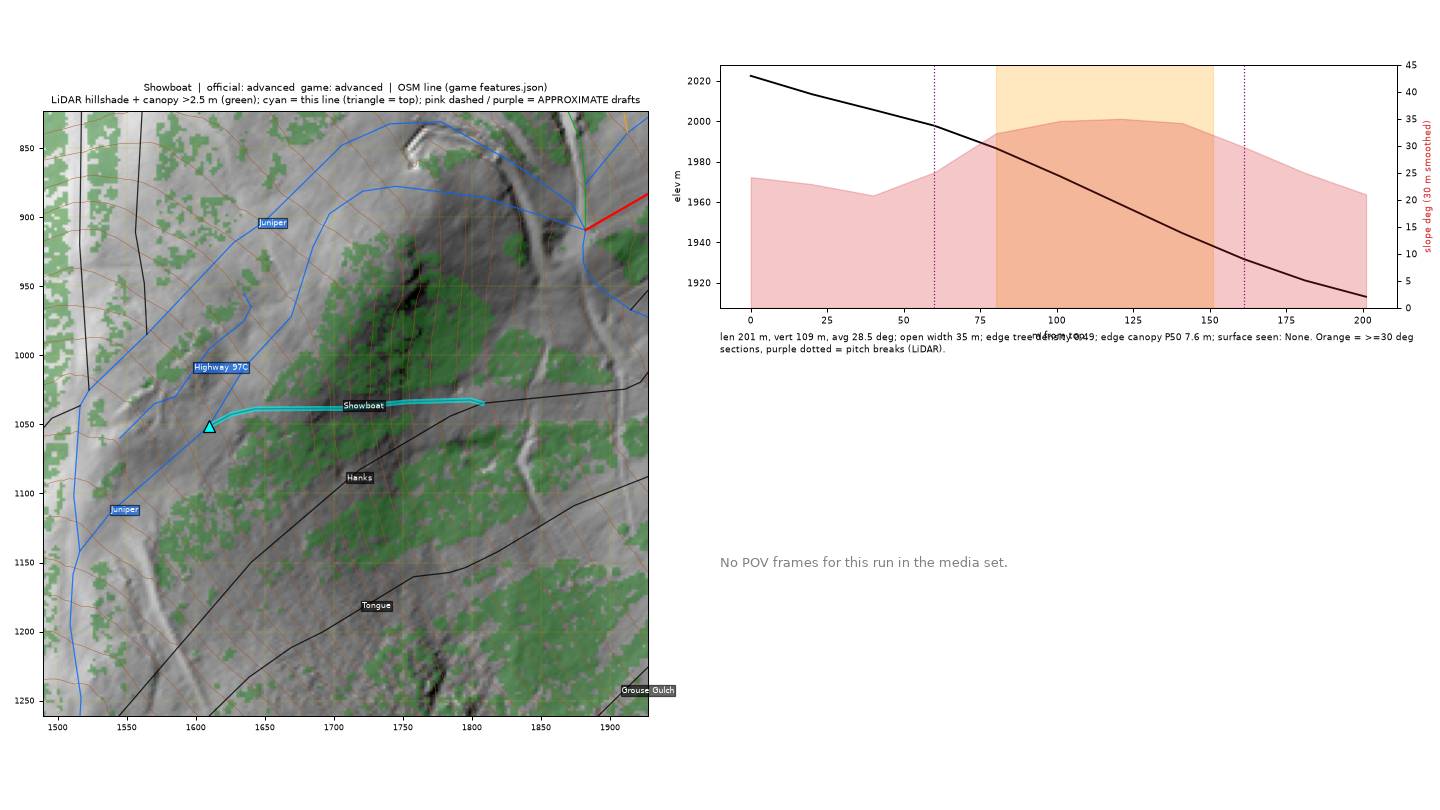 Showboat | official: advanced game: advanced | OSM line (game features.json)
LiDAR hillshade + canopy >2.5 m (green); cyan = this line (triangle = top); pink dashed / purple = APPROXIMATE drafts
850
900
950
1000
1050
1100
1150
1200
1250
1500
1550
1600
1650
1700
1750
1800
1850
1900
Juniper
Highway 97C
Showboat
Hanks
Juniper
Tongue
Grouse Gulch
elev m
2020
2000
1980
1960
1940
1920
0
25
50
75
100
125
150
175
200
m from top
45
40
35
30
25
20
15
10
5
0
slope deg (30 m smoothed)
len 201 m, vert 109 m, avg 28.5 deg; open width 35 m; edge tree density 0.49; edge canopy P50 7.6 m; surface seen: None. Orange = >=30 deg
sections, purple dotted = pitch breaks (LiDAR).
No POV frames for this run in the media set.